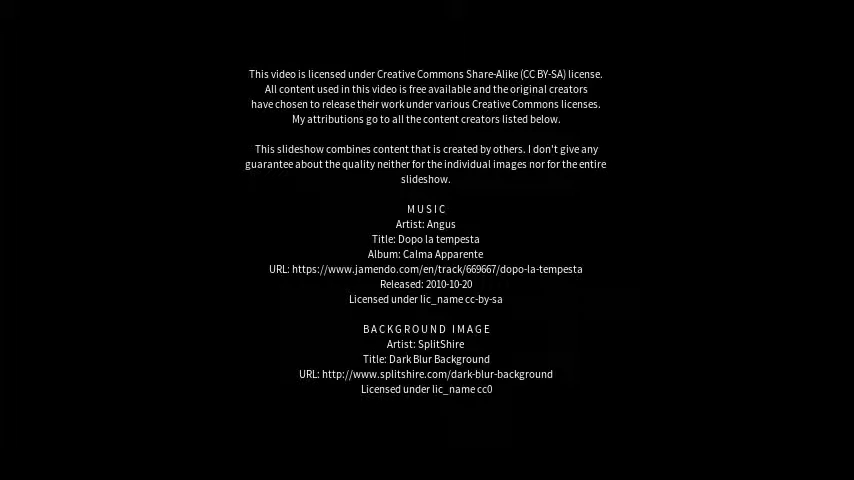 This video is licensed under Creative Commons Share-Alike (CC BY-SA) license.
All content used in this video is free available and the original creators
have chosen to release their work under various Creative Commons licenses.
My attributions go to all the content creators listed below.
This slideshow combines content that is created by others. I don't give any
guarantee about the quality neither for the individual images nor for the entire
slideshow.
MUSIC
Artist: Angus
Title: Dopo la tempesta
Album: Calma Apparente
URL: https://www.jamendo.com/en/track/669667/dopo-la-tempesta
Released: 2010-10-20
Licensed under lic_name cc-by-sa
BACKGROUND IMAGE
Artist: SplitShire
Title: Dark Blur Background
URL: http://www.splitshire.com/dark-blur-background
Licensed under lic_name cc0